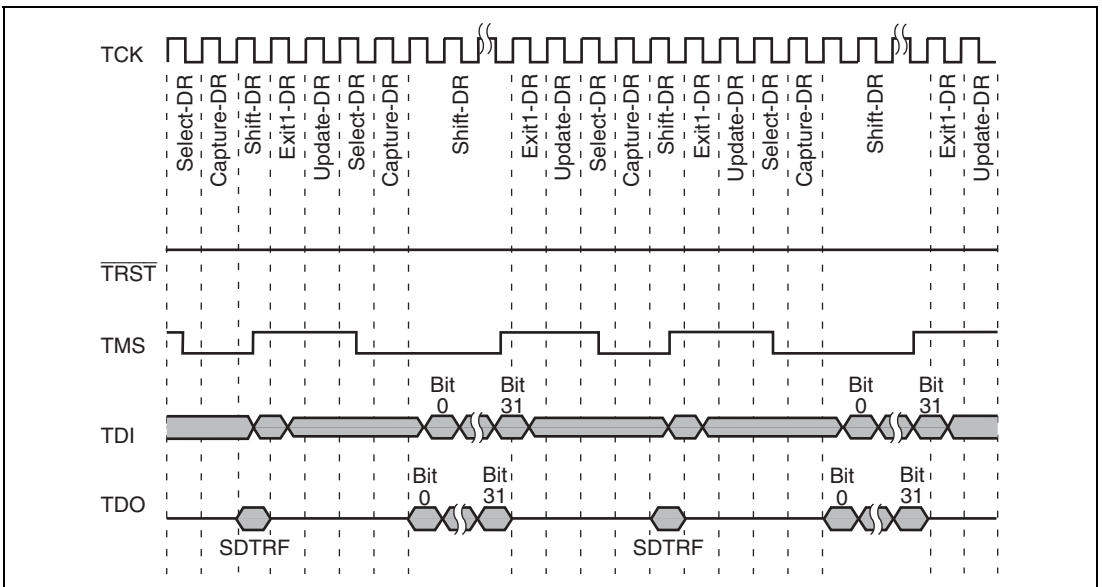 TCK
Select-DR
Capture-DR
Shift-DR
Exit1-DR
Update-DR
Select-DR
Capture-DR
Shift-DR
Exit1-DR
Update-DR
Select-DR
Capture-DR
Shift-DR
Exit1-DR
Update-DR
Select-DR
Capture-DR
Shift-DR
Exit1-DR
Update-DR
TRST
TMS
Bit
0
Bit
31
Bit
0
Bit
31
TDI
Bit
0
Bit
31
Bit
0
Bit
31
TDO
SDTRF
SDTRF